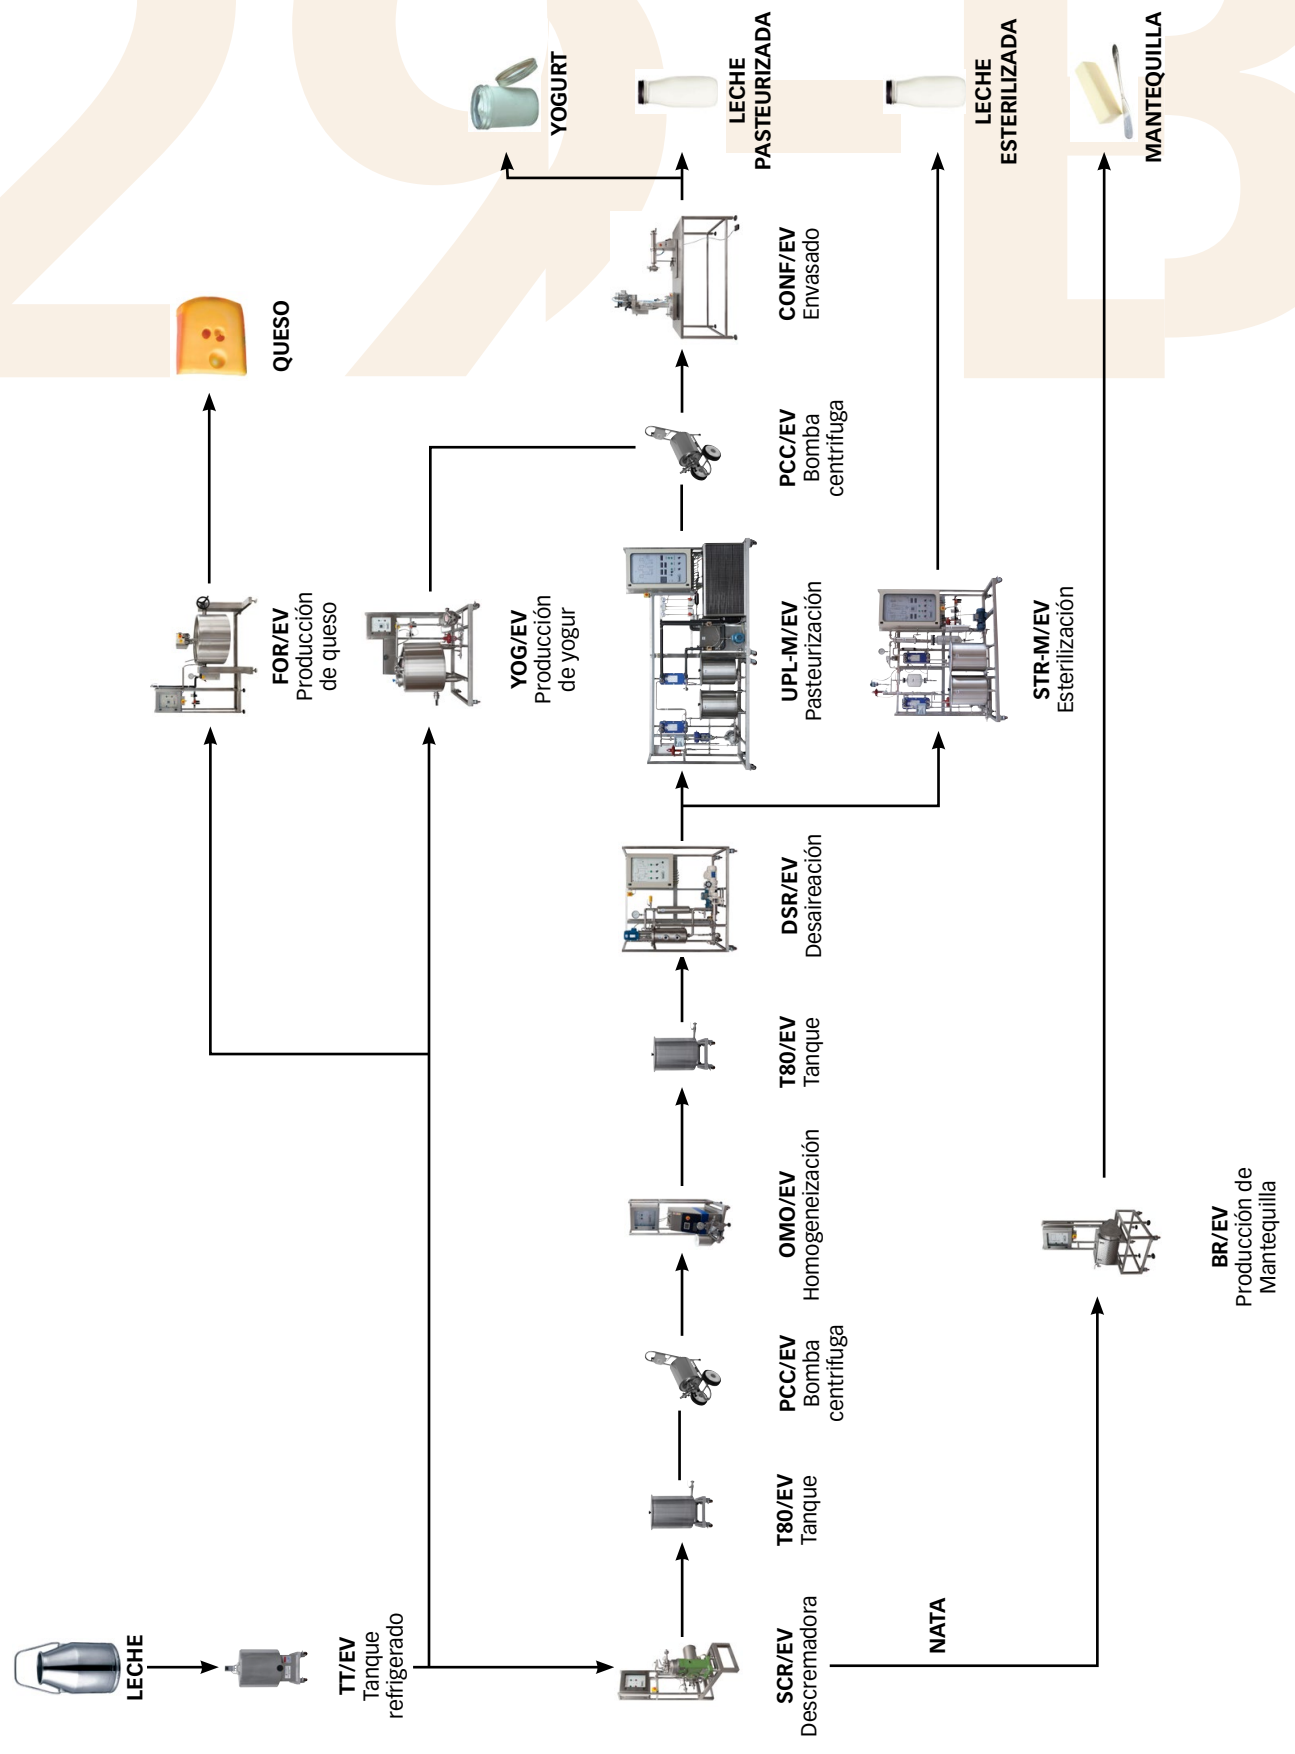 LECHE
TT/EV
Tanque
refrigerado
SCR/EV
Descremadora
NATA
T80/EV
Tanque
PCC/EV
Bomba
centrifuga
OMO/EV
Homogeneización
T80/EV
Tanque
DSR/EV
Desaireación
BR/EV
Producción de
Mantequilla
FOR/EV
Producción
de queso
YOG/EV
Producción
de yogur
UPL-M/EV
Pasteurización
STR-M/EV
Esterilización
PCC/EV
Bomba
centrifuga
CONF/EV
Envasado
QUESO
YOGURT
LECHE
PASTEURIZADA
LECHE
ESTERILIZADA
MANTEQUILLA
29-B